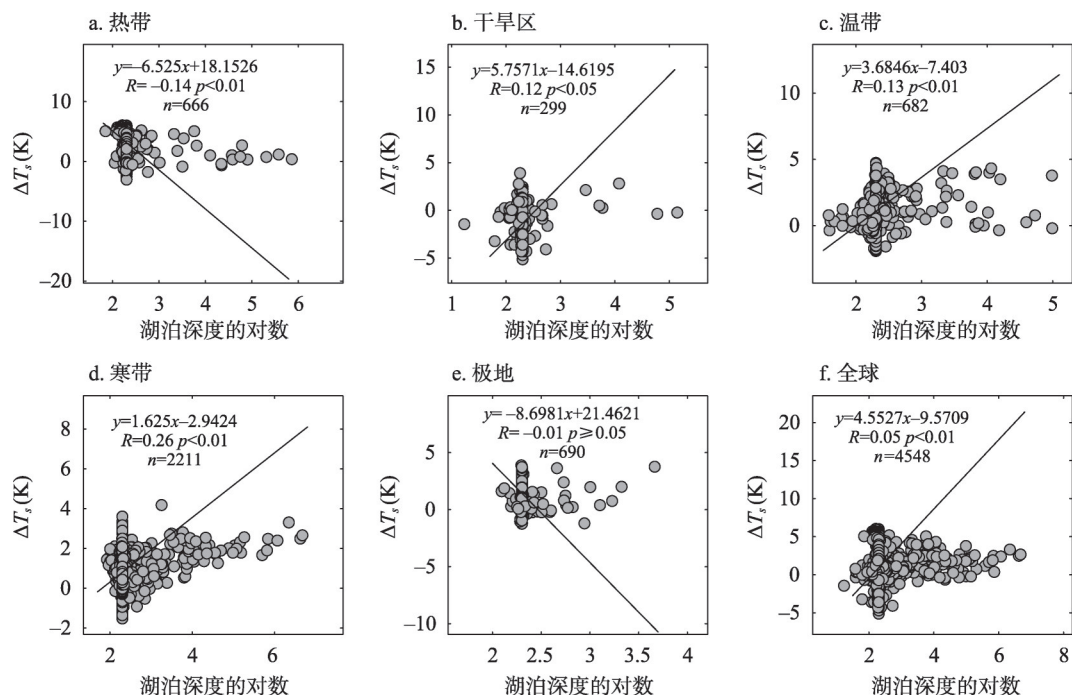 a. 热带
y=−6.525x+18.1526
R= −0.14 p<0.01
n=666
ΔTs(K)
10
0
−10
−20
2 3 4 5 6
湖泊深度的对数
b. 干旱区
y=5.7571x−14.6195
R=0.12 p<0.05
n=299
ΔTs(K)
15
10
5
0
−5
1 2 3 4 5
湖泊深度的对数
c. 温带
y=3.6846x−7.403
R=0.13 p<0.01
n=682
ΔTs(K)
10
5
0
2 3 4 5
湖泊深度的对数
d. 寒带
y=1.625x−2.9424
R=0.26 p<0.01
n=2211
ΔTs(K)
8
6
4
2
0
−2
2 4 6
湖泊深度的对数
e. 极地
y= −8.6981x+21.4621
R= −0.01 p≥0.05
n=690
ΔTs(K)
5
0
−5
−10
2 2.5 3 3.5 4
湖泊深度的对数
f. 全球
y=4.5527x−9.5709
R=0.05 p<0.01
n=4548
ΔTs(K)
20
15
10
5
0
−5
2 4 6 8
湖泊深度的对数